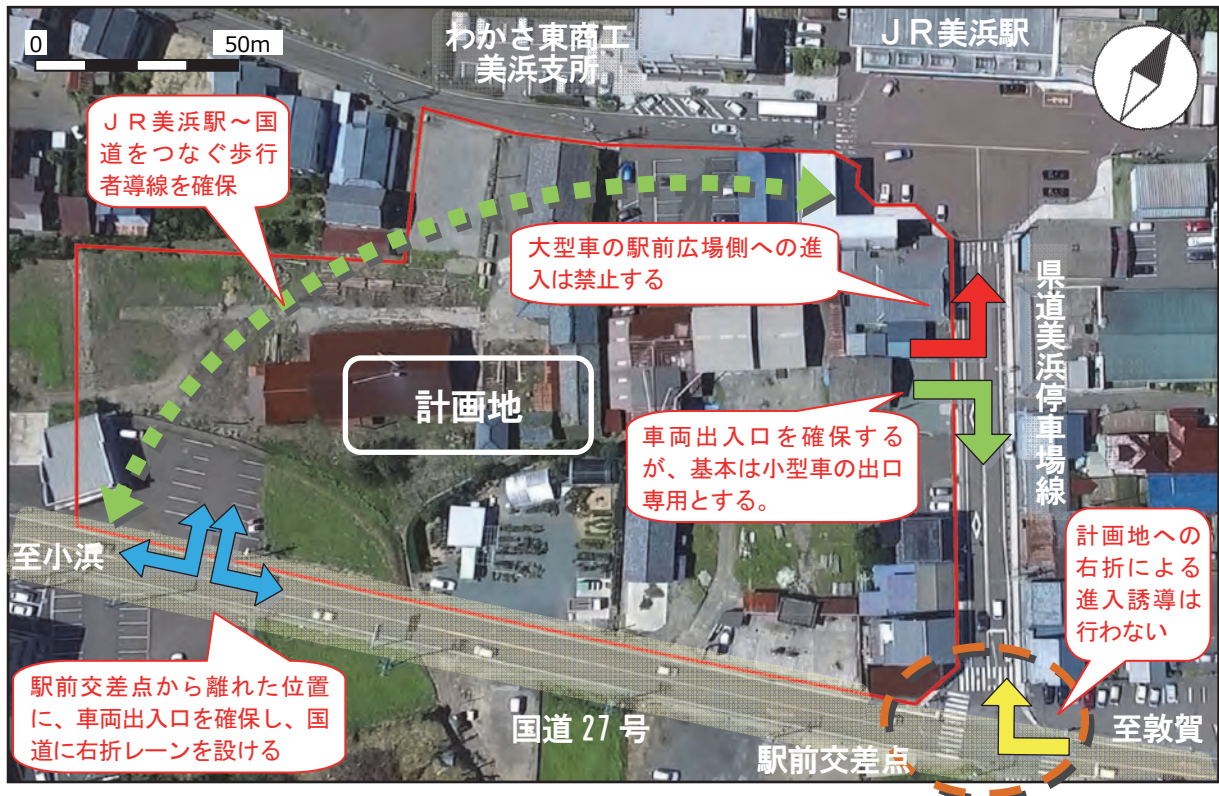 0 50m
わかさ東商工
美浜支所
ＪＲ美浜駅
ＪＲ美浜駅～国
道をつなぐ歩行
者導線を確保
大型車の駅前広場側への進
入は禁止する
県道美浜停車場線
計画地
車両出入口を確保する
が、基本は小型車の出口
専用とする。
至小浜
計画地への
右折による
進入誘導は
行わない
駅前交差点から離れた位置
に、車両出入口を確保し、国
道に右折レーンを設ける
国道27号
駅前交差点
至敦賀